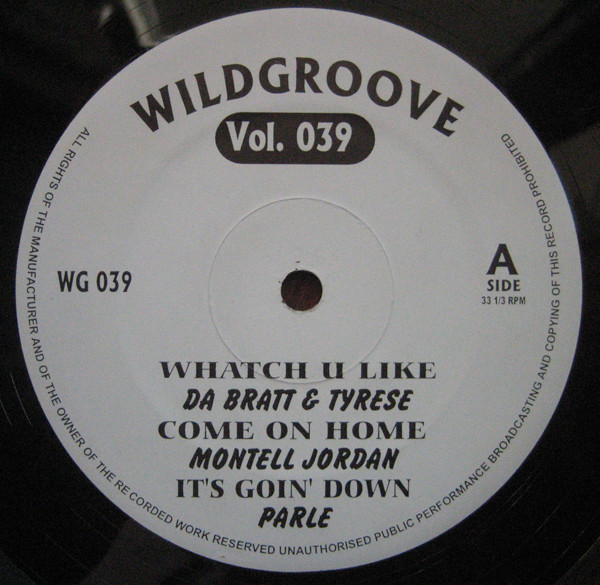 WILDGROOVE
Vol. 039
WG 039
A
SIDE
33 1/3 RPM
WHATCH U LIKE
DA BRATT & TYRESE
COME ON HOME
MONTELL JORDAN
IT'S GOIN' DOWN
PARLE
ALL RIGHTS OF THE MANUFACTURER AND OF THE OWNER OF THE RECORDED WORK RESERVED UNAUTHORISED PUBLIC PERFORMANCE BROADCASTING AND COPYING OF THIS RECORD PROHIBITED